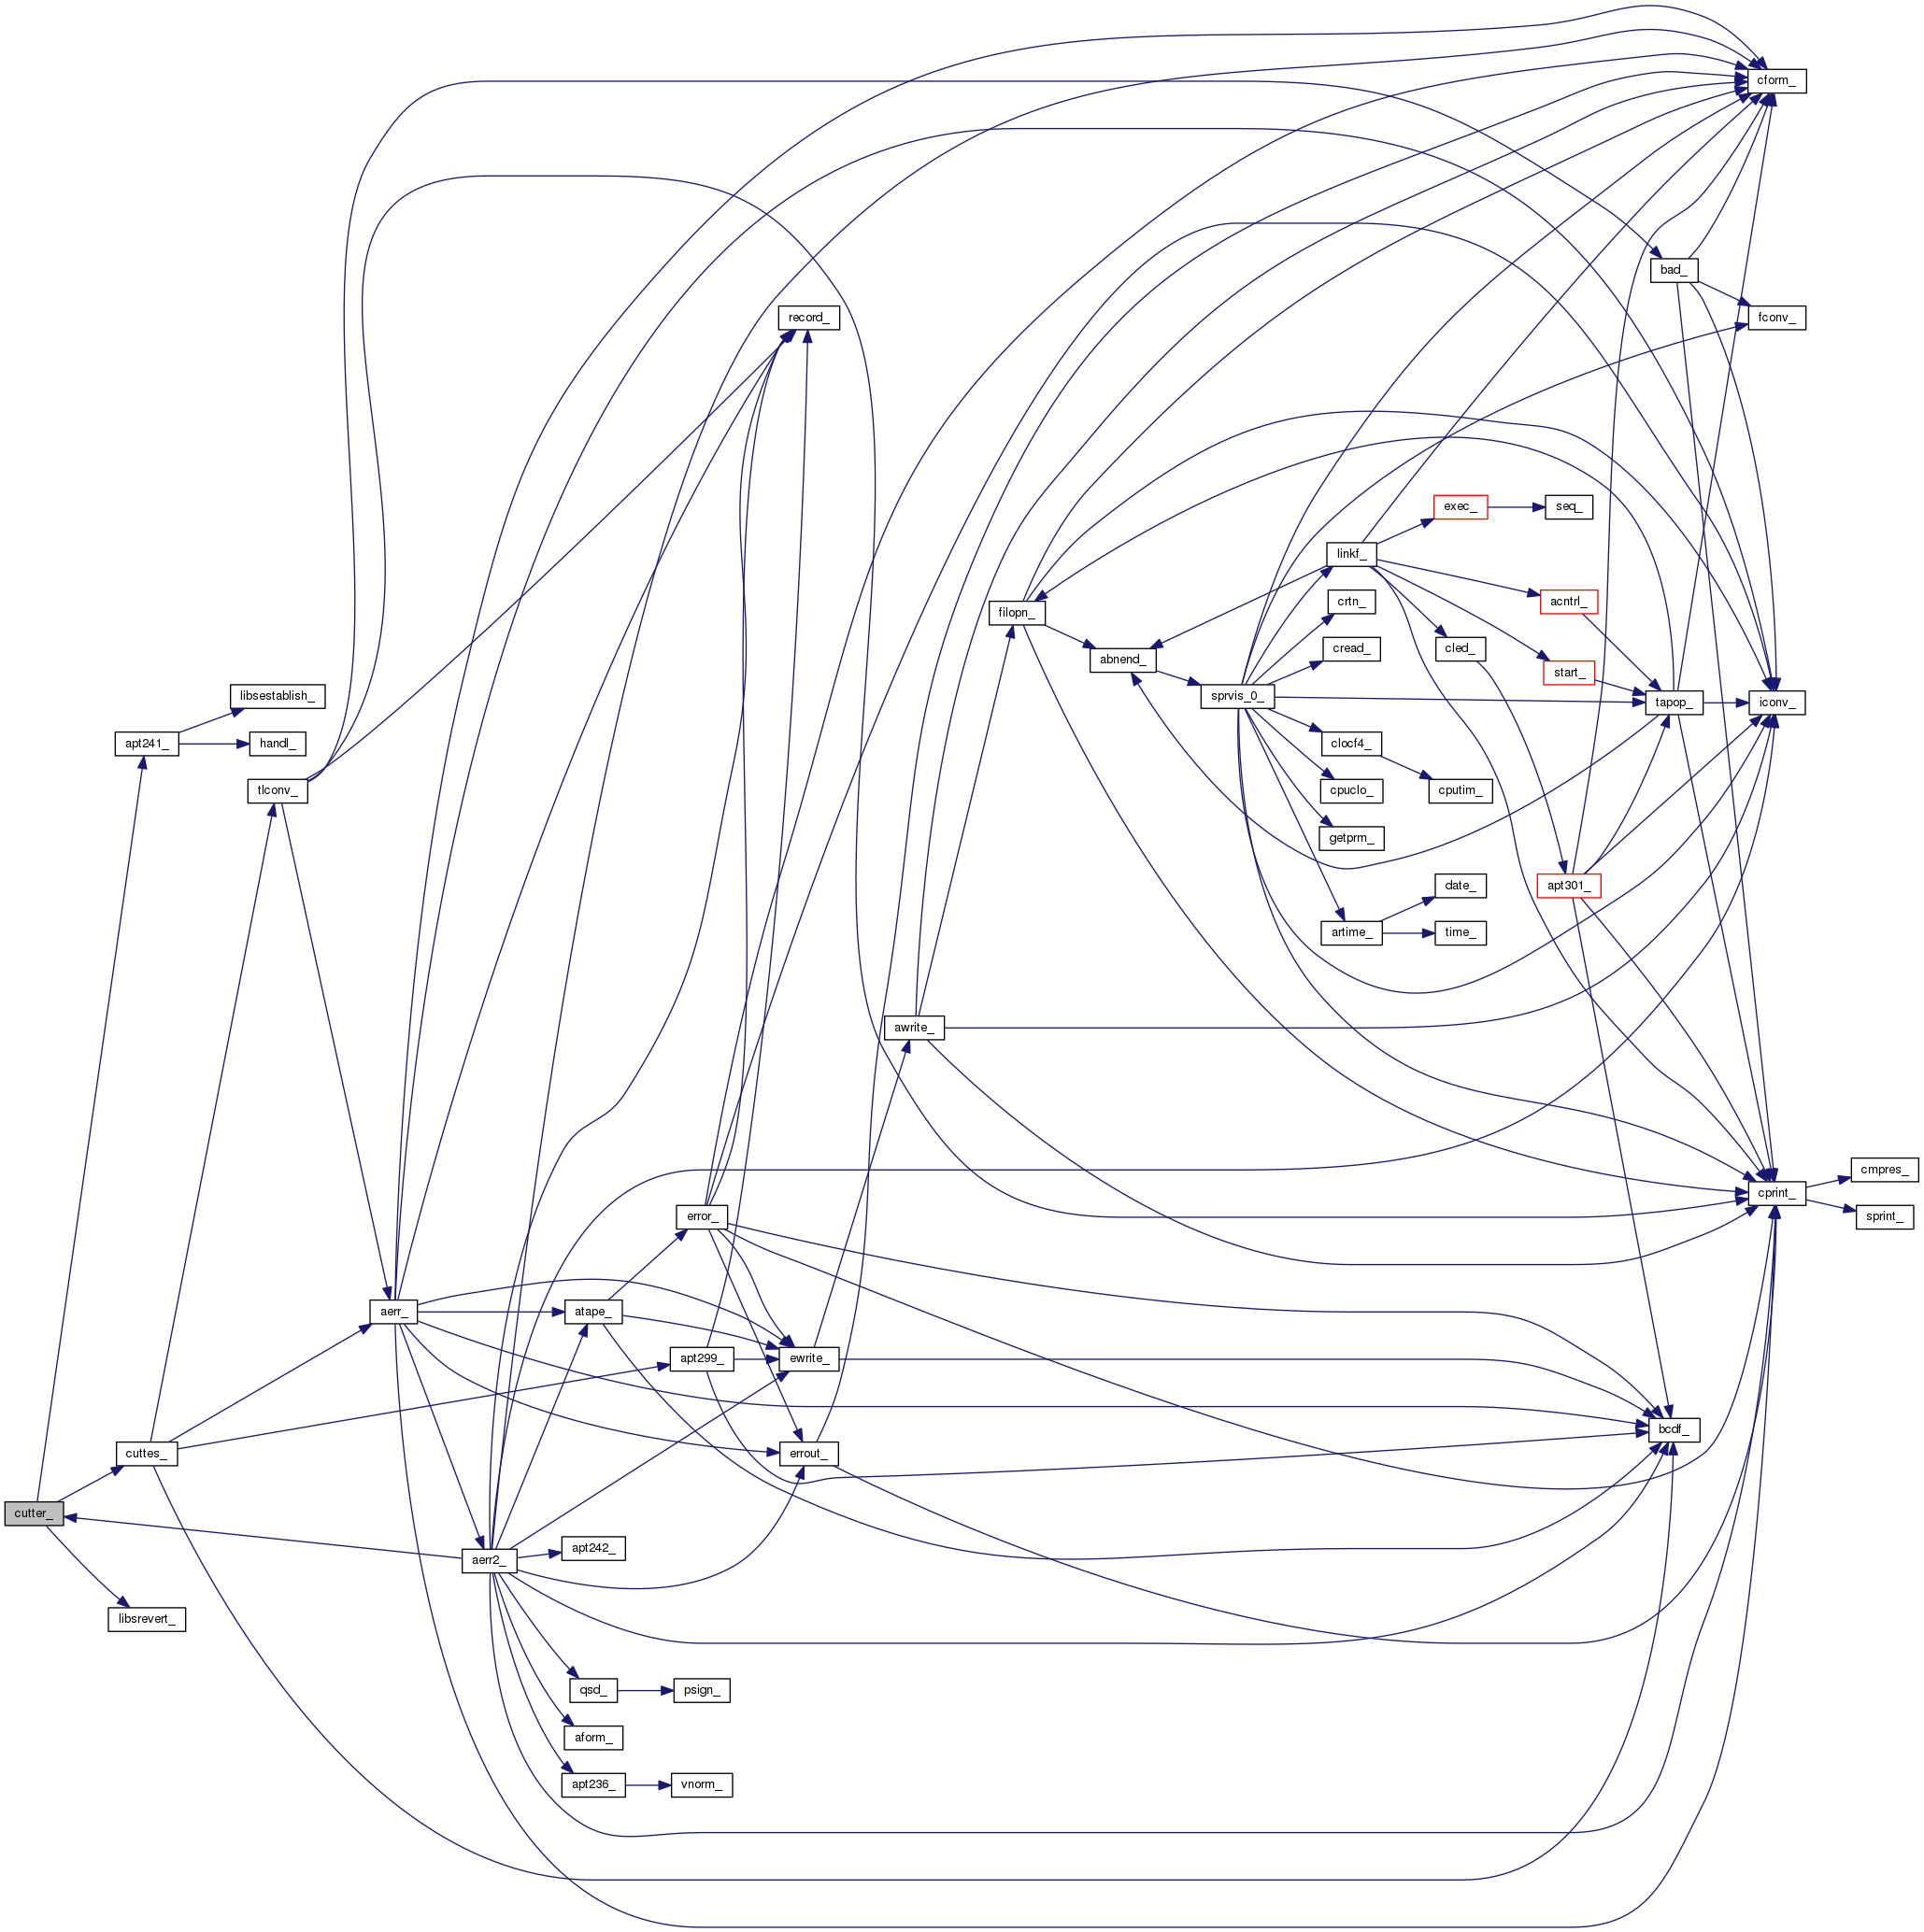 cform_
bad_
record_
fconv_
exec_
seq_
linkf_
crtn_
acntrl_
filopn_
cread_
cled_
abnend_
start_
libsestablish_
sprvis_0_
tapop_
iconv_
apt241_
handl_
clocf4_
tlconv_
cpuclo_
cputim_
getprm_
apt301_
date_
artime_
time_
awrite_
cmpres_
cprint_
error_
sprint_
aerr_
atape_
apt299_
ewrite_
bcdf_
cuttes_
errout_
cutter_
apt242_
aerr2_
libsrevert_
qsd_
psign_
aform_
apt236_
vnorm_